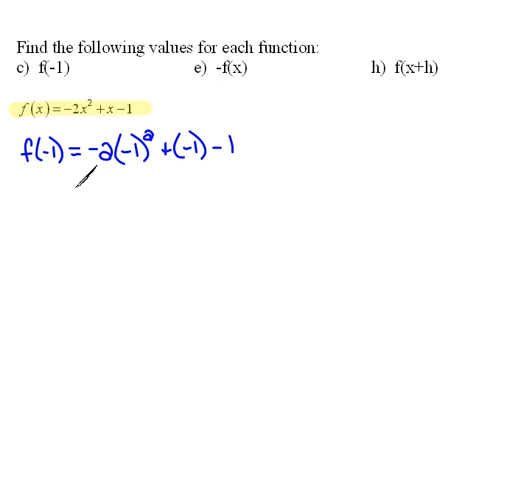 Find the following values for each function:
c) f(-1) e) -f(x) h) f(x+h)
f(x)=-2x²+x-1
f(-1)=-2(-1)²+(-1)-1